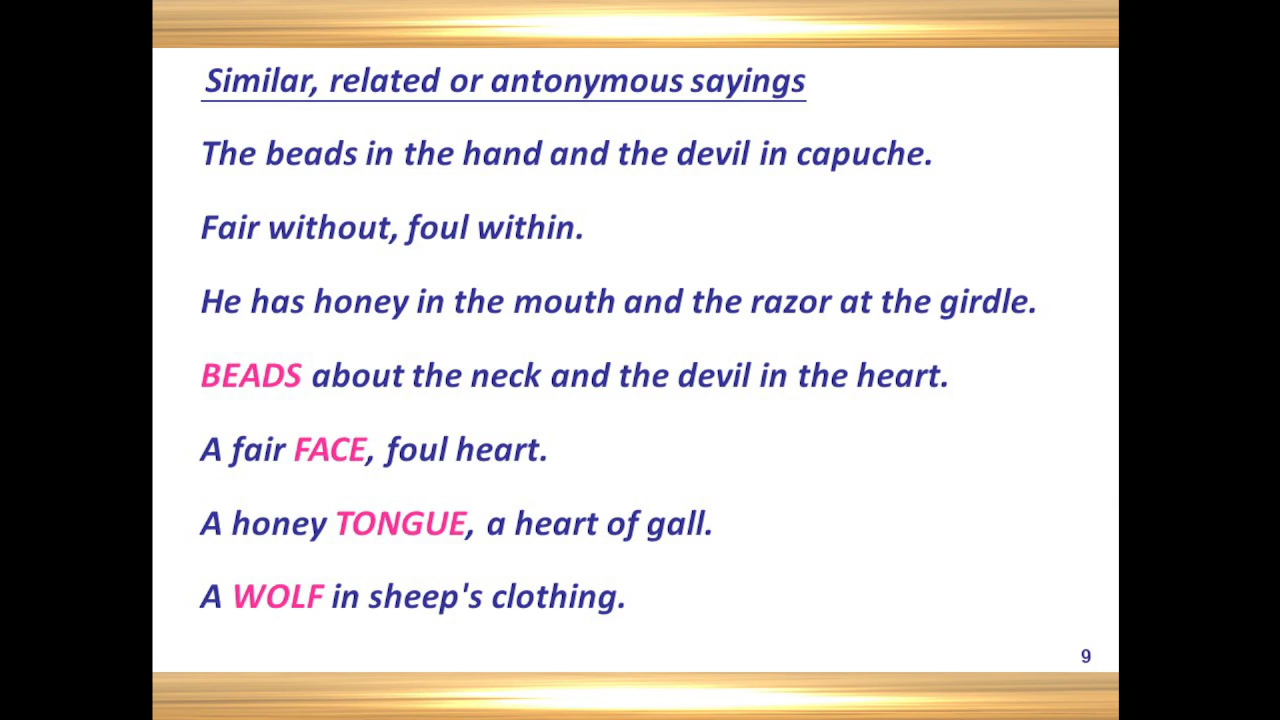 Similar, related or antonymous sayings
The beads in the hand and the devil in capuche.
Fair without, foul within.
He has honey in the mouth and the razor at the girdle.
BEADS about the neck and the devil in the heart.
A fair FACE, foul heart.
A honey TONGUE, a heart of gall.
A WOLF in sheep's clothing.
9